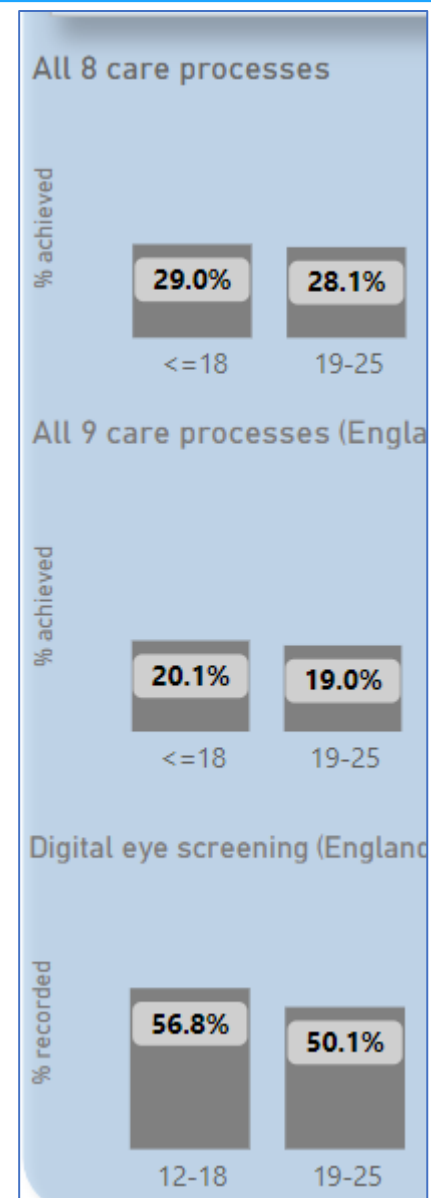 All 8 care processes
% achieved
29.0% 28.1%
<=18 19-25
All 9 care processes (Engla
% achieved
20.1% 19.0%
<=18 19-25
Digital eye screening (England
% recorded
56.8% 50.1%
12-18 19-25